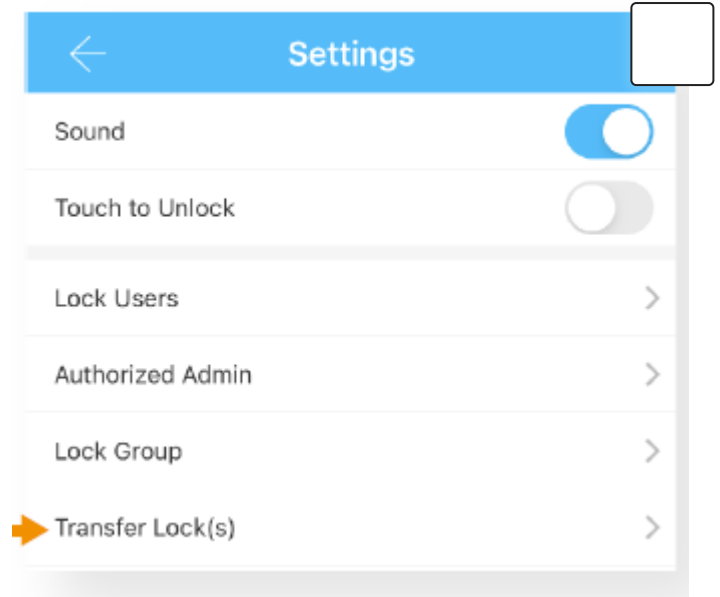 Settings
Sound
Touch to Unlock
Lock Users
Authorized Admin
Lock Group
Transfer Lock(s)